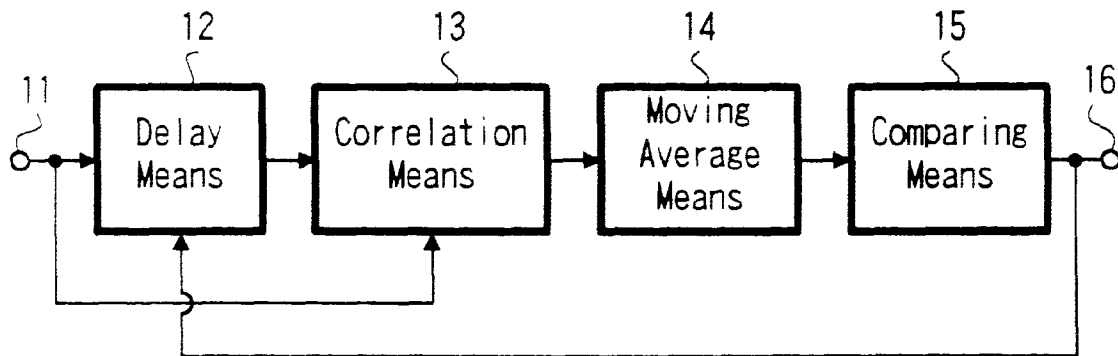 11
12
Delay
Means
13
Correlation
Means
14
Moving
Average
Means
15
Comparing
Means
16